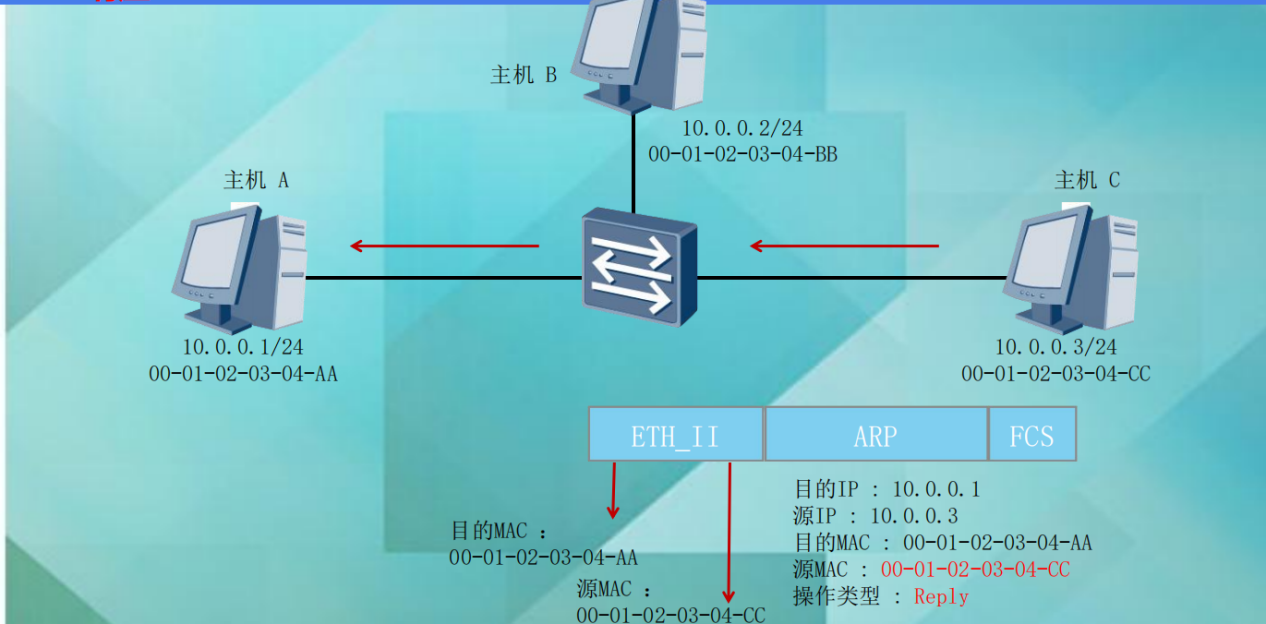 主机 B
10.0.0.2/24
00-01-02-03-04-BB
主机 A
主机 C
10.0.0.1/24
00-01-02-03-04-AA
10.0.0.3/24
00-01-02-03-04-CC
ETH_II
ARP
FCS
目的MAC :
00-01-02-03-04-AA
源MAC :
00-01-02-03-04-CC
目的IP : 10.0.0.1
源IP : 10.0.0.3
目的MAC : 00-01-02-03-04-AA
源MAC : 00-01-02-03-04-CC
操作类型 : Reply